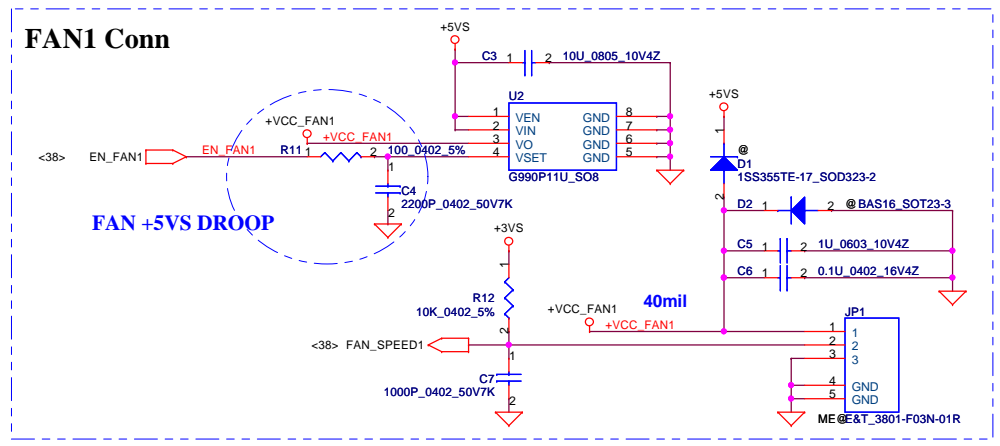 FAN1 Conn
+5VS
C3 1 2 10U_0805_10V4Z
U2
1 VEN GND 8
2 VIN GND 7
3 VO GND 6
4 VSET GND 5
G990P11U_SO8
+VCC_FAN1
+VCC_FAN1
<38> EN_FAN1 EN_FAN1 R11 1 2 100_0402_5%
1
C4
2200P_0402_50V7K
2
FAN +5VS DROOP
+5VS
1
@
D1
1SS355TE-17_SOD323-2
2
D2 1 2 @BAS16_SOT23-3
C5 1 2 1U_0603_10V4Z
C6 1 2 0.1U_0402_16V4Z
+3VS
1
R12
10K_0402_5%
2
40mil
+VCC_FAN1
+VCC_FAN1
<38> FAN_SPEED1
1
C7
1000P_0402_50V7K
2
JP1
1 1
2 2
3 3
4 GND
5 GND
ME@E&T_3801-F03N-01R